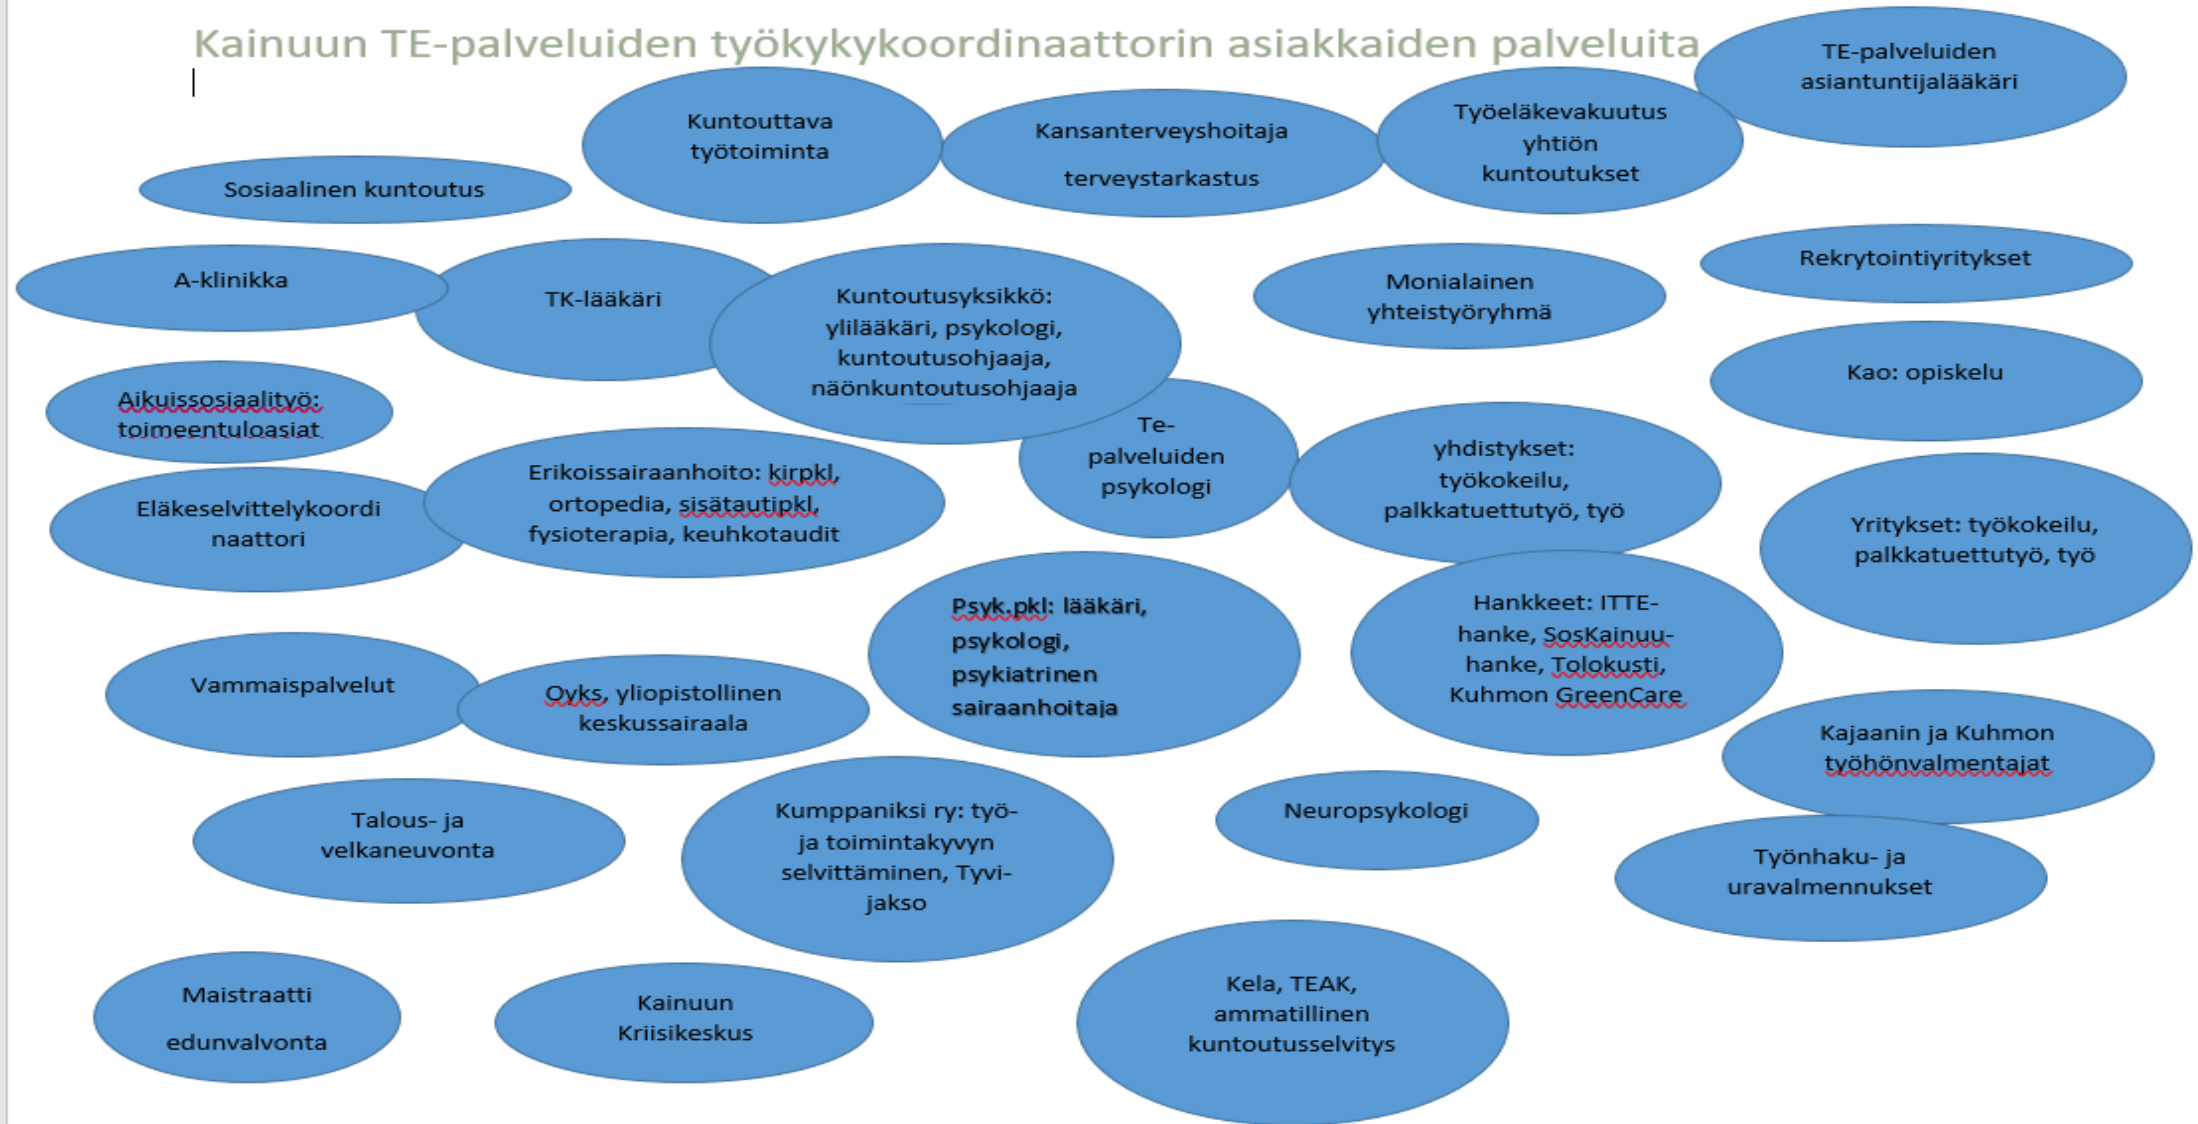 Kainuun TE-palveluiden työkykykoordinaattorin asiakkaiden palveluita
TE-palveluiden
asiantuntijalääkäri
Kuntouttava
työtoiminta
Kansanterveyshoitaja
terveystarkastus
Työeläkevakuutus
yhtiön
kuntoutukset
Sosiaalinen kuntoutus
A-klinikka
TK-lääkäri
Kuntoutusyksikkö:
ylilääkäri, psykologi,
kuntoutusohjaaja,
näönkuntoutusohjaaja
Monialainen
yhteistyöryhmä
Rekrytointiyritykset
Kao: opiskelu
Aikuissosiaalityö:
toimeentuloasiat
Eläkeselvittelykoordi
naattori
Erikoissairaanhoito: kirpkl,
ortopedia, sisätautipkl,
fysioterapia, keuhkotaudit
Te-
palveluiden
psykologi
yhdistykset:
työkokeilu,
palkkatuettutyö, työ
Yritykset: työkokeilu,
palkkatuettutyö, työ
Psyk.pkl: lääkäri,
psykologi,
psykiatrinen
sairaanhoitaja
Hankkeet: ITTE-
hanke, SosKainuu-
hanke, Tolokusti,
Kuhmon GreenCare
Vammaispalvelut
Oyks, yliopistollinen
keskussairaala
Kajaanin ja Kuhmon
työhönvalmentajat
Talous- ja
velkaneuvonta
Kumppaniksi ry: työ-
ja toimintakyvyn
selvittäminen, Tyvi-
jakso
Neuropsykologi
Työnhaku- ja
uravalmennukset
Maistraatti
edunvalvonta
Kainuun
Kriisikeskus
Kela, TEAK,
ammatillinen
kuntoutusselvitys